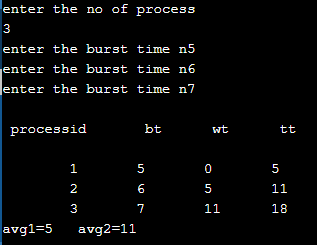 enter the no of process
3
enter the burst time n5
enter the burst time n6
enter the burst time n7
processid bt wt tt
1 5 0 5
2 6 5 11
3 7 11 18
avg1=5 avg2=11